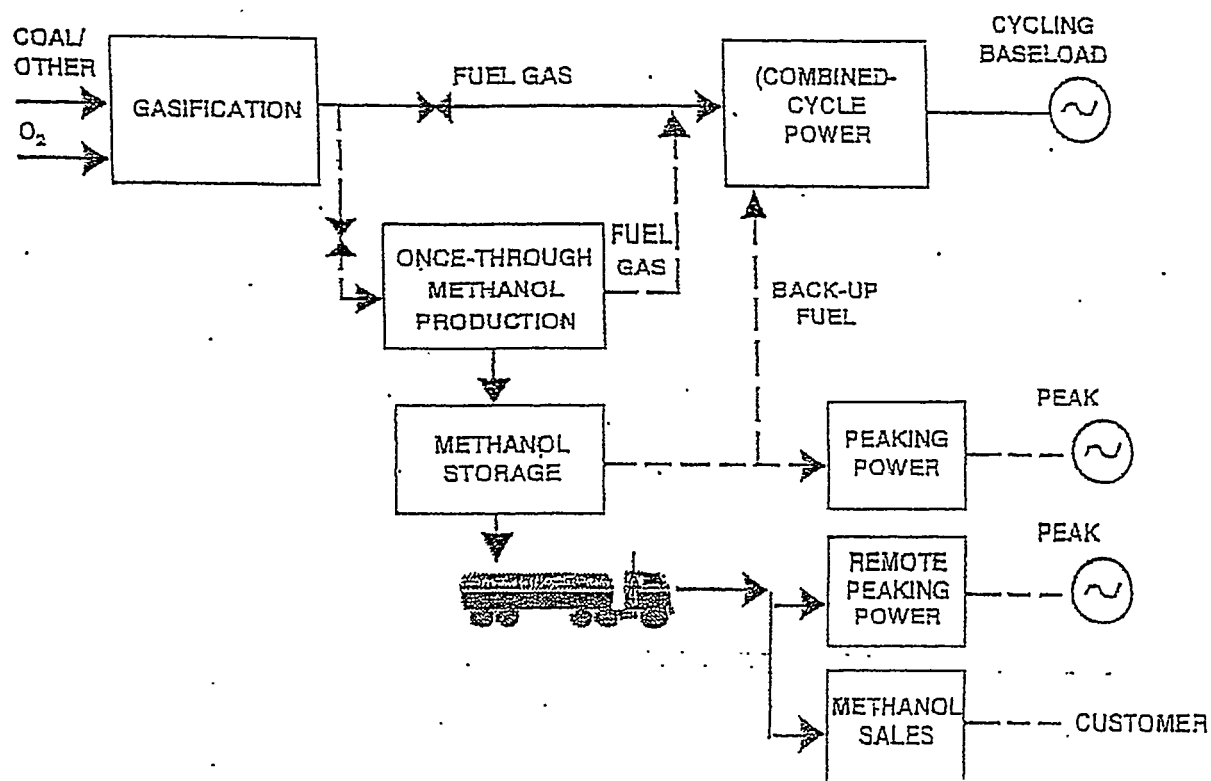 COAL/
OTHER
O₂
GASIFICATION
FUEL GAS
(COMBINED-
CYCLE
POWER
CYCLING
BASELOAD
ONCE-THROUGH
METHANOL
PRODUCTION
FUEL
GAS
BACK-UP
FUEL
METHANOL
STORAGE
PEAKING
POWER
PEAK
REMOTE
PEAKING
POWER
PEAK
METHANOL
SALES
CUSTOMER